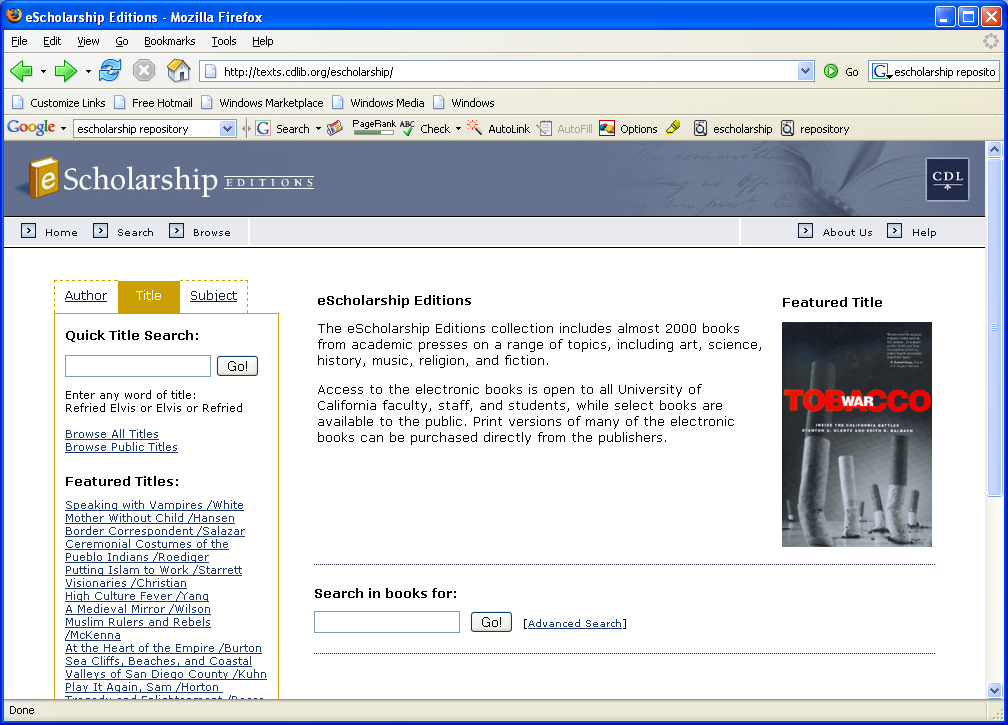 eScholarship Editions - Mozilla Firefox
File Edit View Go Bookmarks Tools Help
http://texts.cdlib.org/escholarship/ Go escholarship reposito
Customize Links Free Hotmail Windows Marketplace Windows Media Windows
Google escholarship repository Search PageRank ABC Check AutoLink AutoFill Options escholarship repository
eScholarship EDITIONS CDL
Home Search Browse About Us Help
Author Title Subject
Quick Title Search:
Go!
Enter any word of title:
Refried Elvis or Elvis or Refried
Browse All Titles
Browse Public Titles
Featured Titles:
Speaking with Vampires /White
Mother Without Child /Hansen
Border Correspondent /Salazar
Ceremonial Costumes of the
Pueblo Indians /Roediger
Putting Islam to Work /Starrett
Visionaries /Christian
High Culture Fever /Yang
A Medieval Mirror /Wilson
Muslim Rulers and Rebels
/McKenna
At the Heart of the Empire /Burton
Sea Cliffs, Beaches, and Coastal
Valleys of San Diego County /Kuhn
Play It Again, Sam /Horton
eScholarship Editions
The eScholarship Editions collection includes almost 2000 books
from academic presses on a range of topics, including art, science,
history, music, religion, and fiction.
Access to the electronic books is open to all University of
California faculty, staff, and students, while select books are
available to the public. Print versions of many of the electronic
books can be purchased directly from the publishers.
Featured Title
TOBACCO
WAR
INSIDE THE CALIFORNIA BATTLES
STANTON A. GLANTZ AND EDITH D. BALBACH
Search in books for:
Go! [Advanced Search]
Done